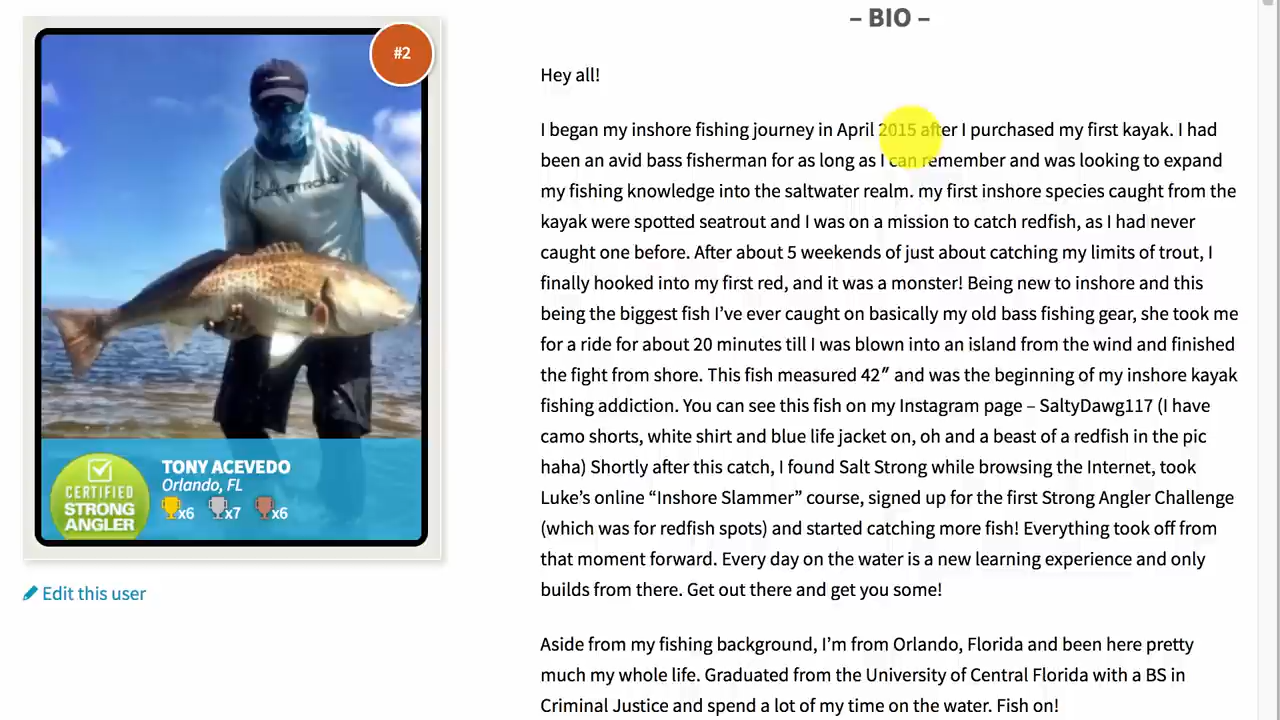 – BIO –
#2
Hey all!
I began my inshore fishing journey in April 2015 after I purchased my first kayak. I had
been an avid bass fisherman for as long as I can remember and was looking to expand
my fishing knowledge into the saltwater realm. my first inshore species caught from the
kayak were spotted seatrout and I was on a mission to catch redfish, as I had never
caught one before. After about 5 weekends of just about catching my limits of trout, I
finally hooked into my first red, and it was a monster! Being new to inshore and this
being the biggest fish I’ve ever caught on basically my old bass fishing gear, she took me
for a ride for about 20 minutes till I was blown into an island from the wind and finished
the fight from shore. This fish measured 42″ and was the beginning of my inshore kayak
fishing addiction. You can see this fish on my Instagram page – SaltyDawg117 (I have
camo shorts, white shirt and blue life jacket on, oh and a beast of a redfish in the pic
haha) Shortly after this catch, I found Salt Strong while browsing the Internet, took
Luke’s online “Inshore Slammer” course, signed up for the first Strong Angler Challenge
(which was for redfish spots) and started catching more fish! Everything took off from
that moment forward. Every day on the water is a new learning experience and only
builds from there. Get out there and get you some!
Aside from my fishing background, I’m from Orlando, Florida and been here pretty
much my whole life. Graduated from the University of Central Florida with a BS in
Criminal Justice and spend a lot of my time on the water. Fish on!
SALT STRONG
CERTIFIED
STRONG
ANGLER
TONY ACEVEDO
Orlando, FL
x6 x7 x6
Edit this user